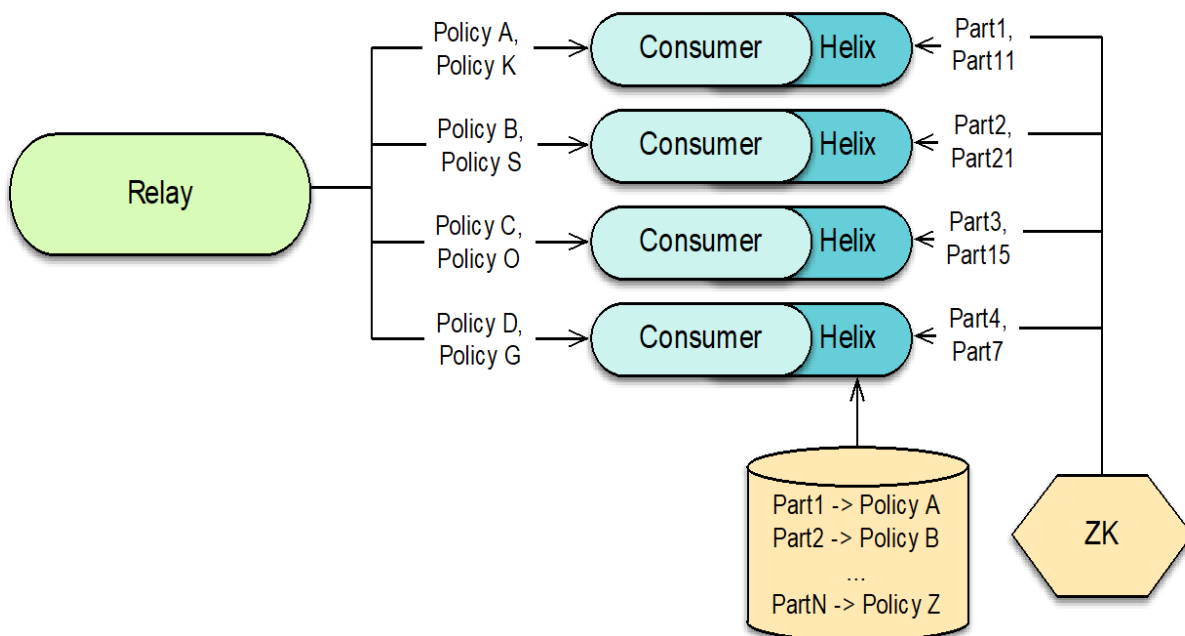 Policy A,
Policy K
Consumer
Helix
Part1,
Part11
Policy B,
Policy S
Consumer
Helix
Part2,
Part21
Relay
Policy C,
Policy O
Consumer
Helix
Part3,
Part15
Policy D,
Policy G
Consumer
Helix
Part4,
Part7
Part1 -> Policy A
Part2 -> Policy B
...
PartN -> Policy Z
ZK